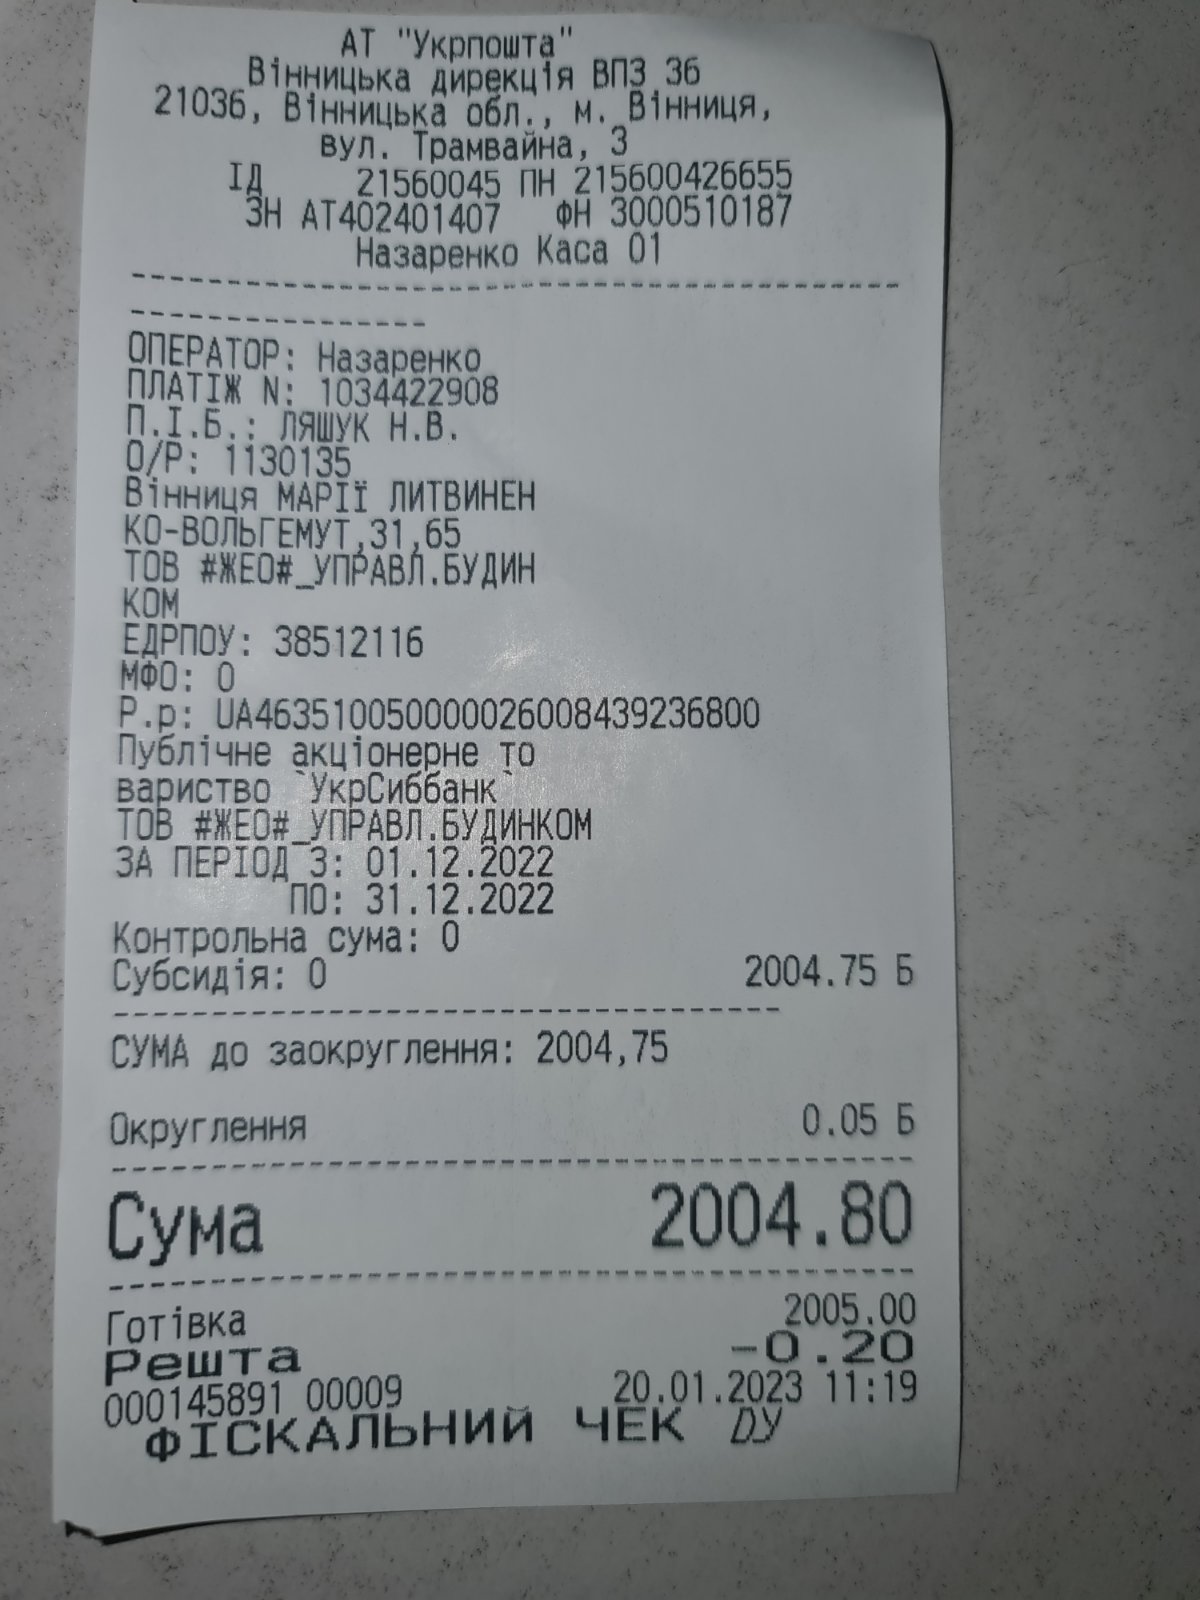 АТ "Укрпошта"
Вінницька дирекція ВПЗ 36
21036, Вінницька обл., м. Вінниця,
вул. Трамвайна, 3
ІД 21560045 ПН 215600426655
ЗН АТ402401407 ФН 3000510187
Назаренко Каса 01
-----------------------------------------
----------------
ОПЕРАТОР: Назаренко
ПЛАТІЖ N: 1034422908
П.І.Б.: ЛЯШУК Н.В.
О/Р: 1130135
Вінниця МАРІЇ ЛИТВИНЕН
КО-ВОЛЬГЕМУТ,31,65
ТОВ #ЖЕО#_УПРАВЛ.БУДИН
КОМ
ЕДРПОУ: 38512116
МФО: 0
Р.р: UA463510050000026008439236800
Публічне акціонерне то
вариство `УкрСиббанк`
ТОВ #ЖЕО#_УПРАВЛ.БУДИНКОМ
ЗА ПЕРІОД З: 01.12.2022
ПО: 31.12.2022
Контрольна сума: 0
Субсидія: 0 2004.75 Б
-----------------------------------
СУМА до заокруглення: 2004,75
Округлення 0.05 Б
------------------------------------------
Сума 2004.80
------------------------------------------
Готівка 2005.00
Решта -0.20
000145891 00009 20.01.2023 11:19
ФІСКАЛЬНИЙ ЧЕК DУ